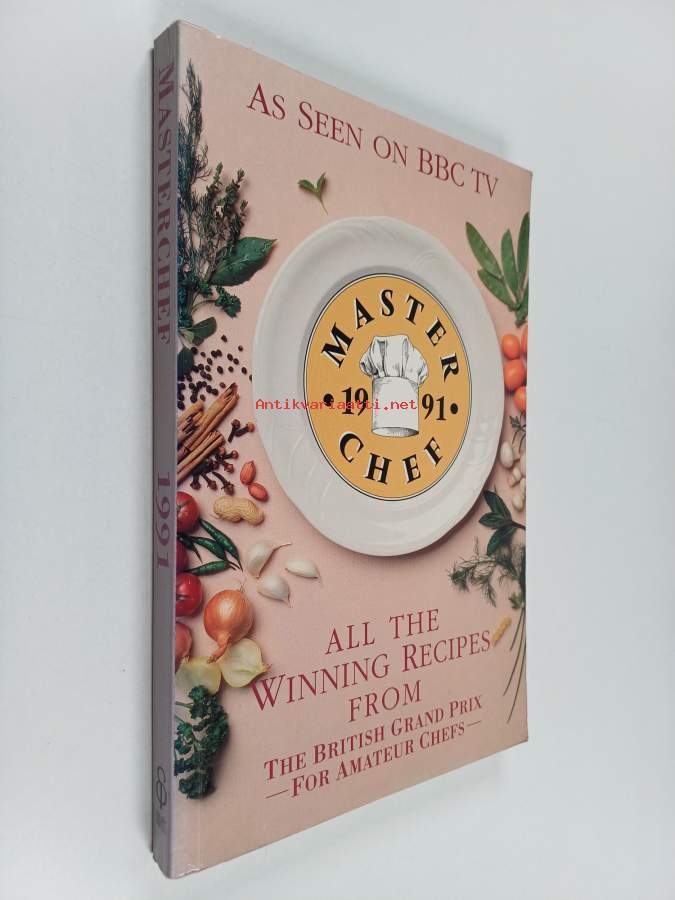 MASTERCHEF 1991
AS SEEN ON BBC TV
MASTER
19 91
CHEF
Antikvariaatti.net
ALL THE
WINNING RECIPES
FROM
THE BRITISH GRAND PRIX
—FOR AMATEUR CHEFS—